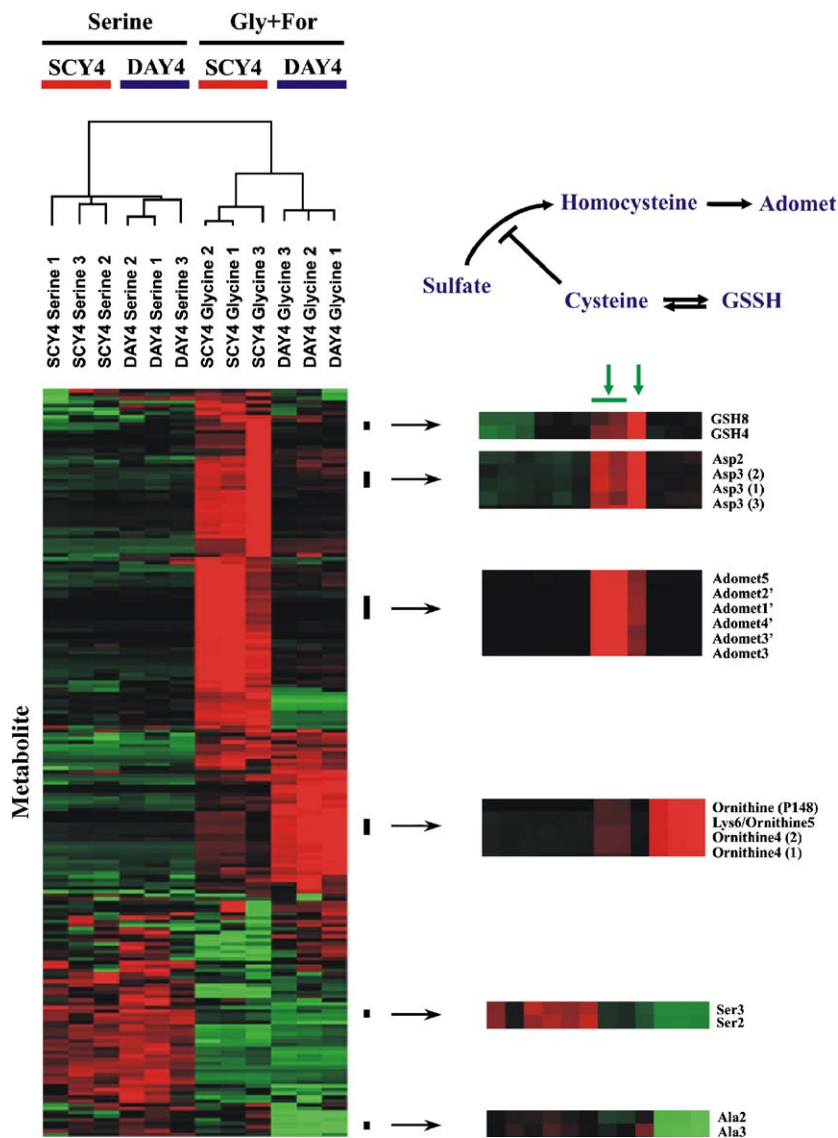 Serine Gly+For
SCY4 DAY4 SCY4 DAY4
SCY4 Serine 1
SCY4 Serine 3
SCY4 Serine 2
DAY4 Serine 2
DAY4 Serine 1
DAY4 Serine 3
SCY4 Glycine 2
SCY4 Glycine 1
SCY4 Glycine 3
DAY4 Glycine 3
DAY4 Glycine 2
DAY4 Glycine 1
Metabolite
Homocysteine Adomet
Sulfate
Cysteine GSSH
GSH8
GSH4
Asp2
Asp3 (2)
Asp3 (1)
Asp3 (3)
Adomet5
Adomet2'
Adomet1'
Adomet4'
Adomet3'
Adomet3
Ornithine (P148)
Lys6/Ornithine5
Ornithine4 (2)
Ornithine4 (1)
Ser3
Ser2
Ala2
Ala3